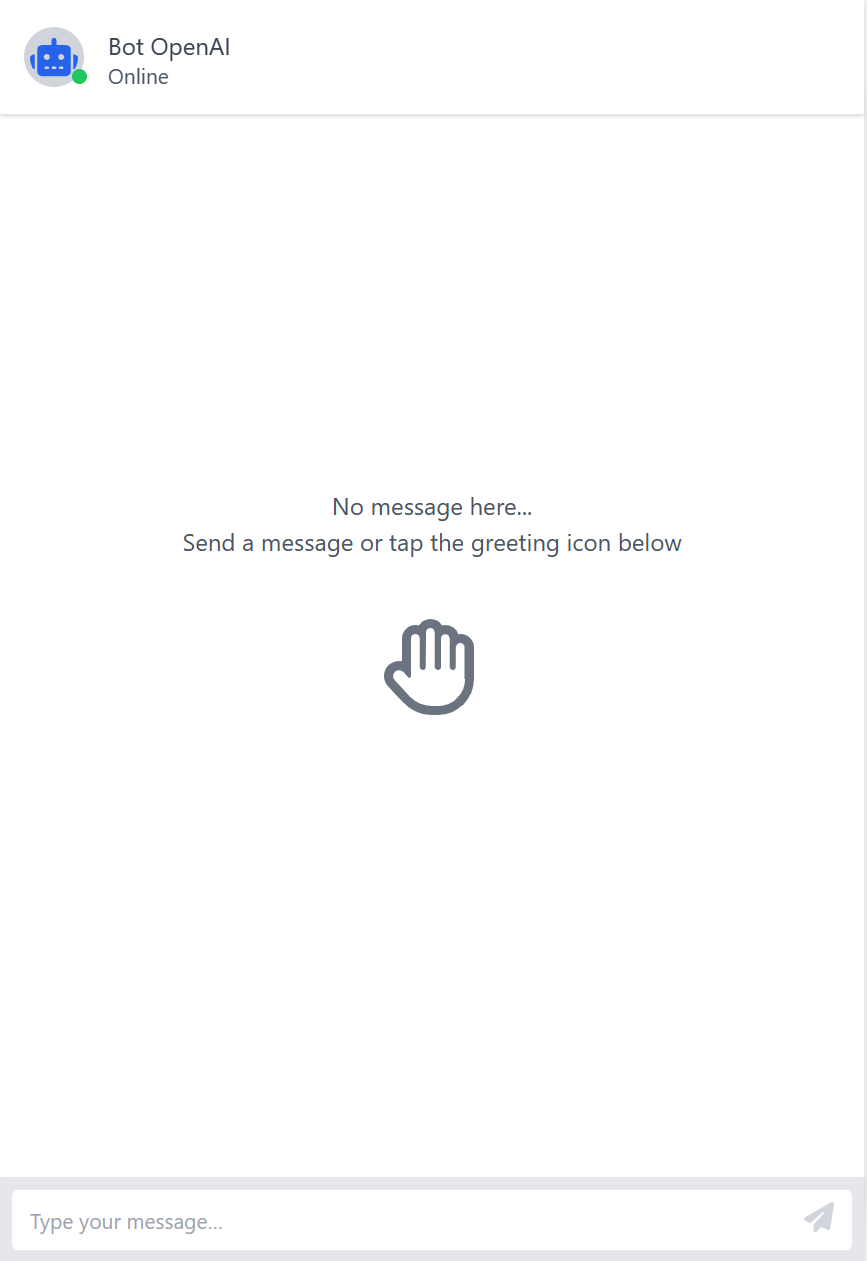 Bot OpenAI
Online
No message here...
Send a message or tap the greeting icon below
Type your message...